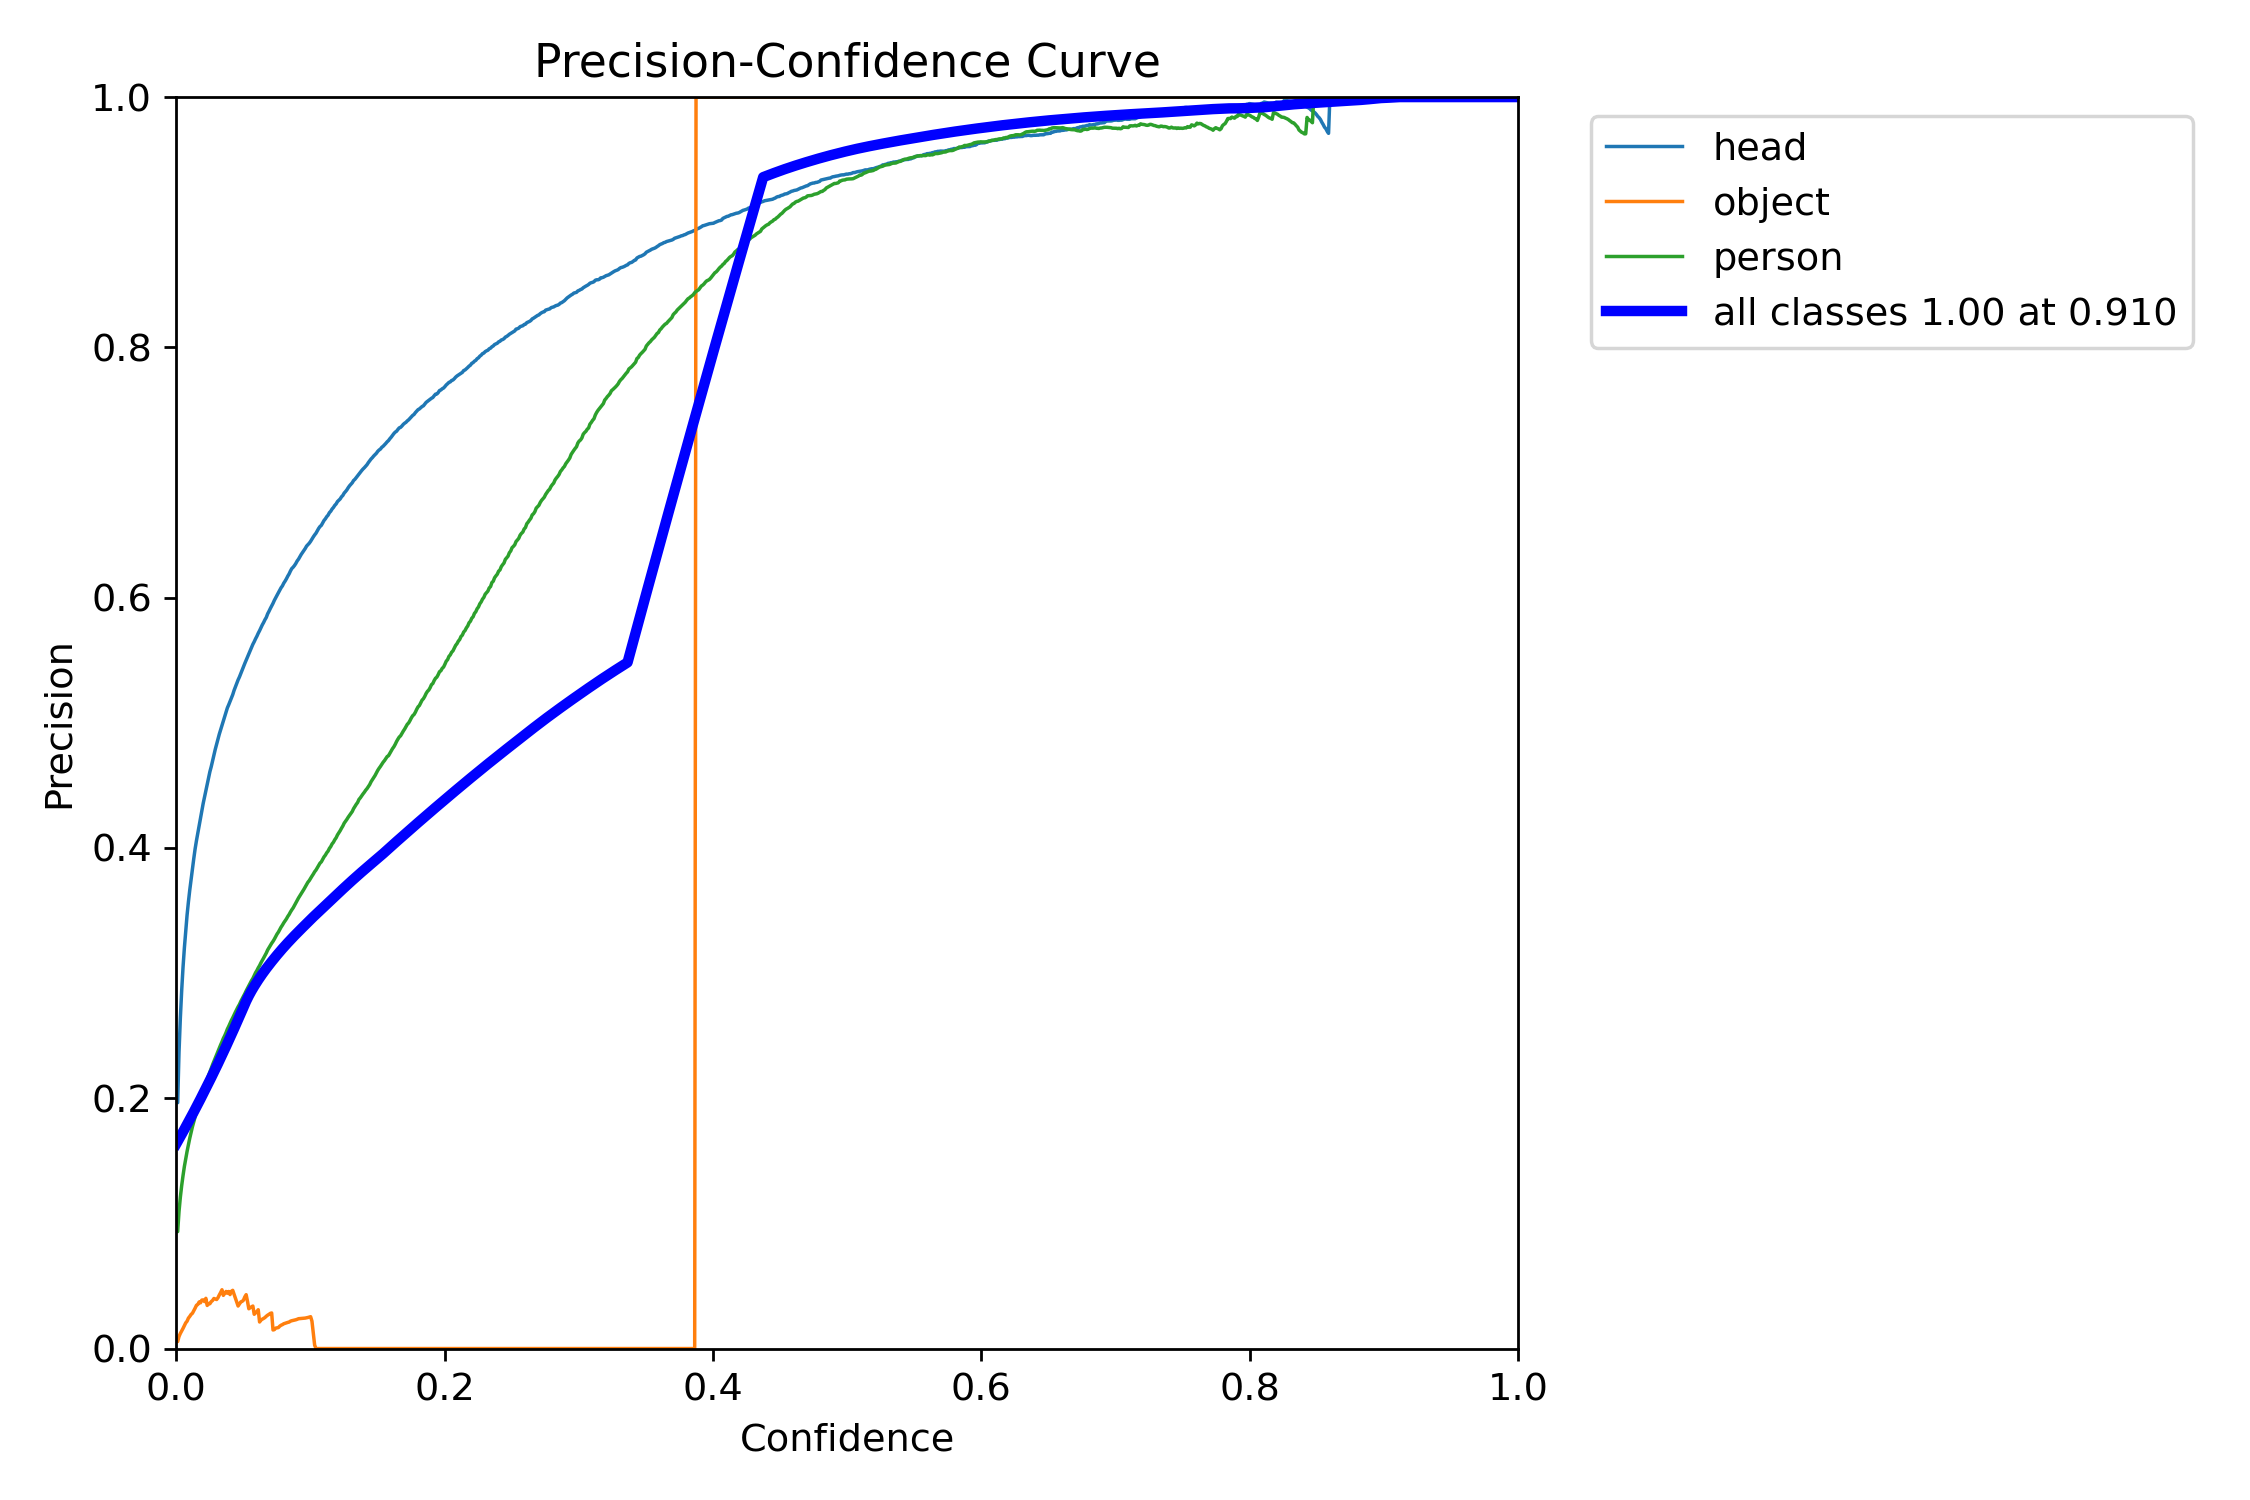 Precision-Confidence Curve
1.0
0.8
0.6
0.4
0.2
0.0
Precision
0.0 0.2 0.4 0.6 0.8 1.0
Confidence
head
object
person
all classes 1.00 at 0.910